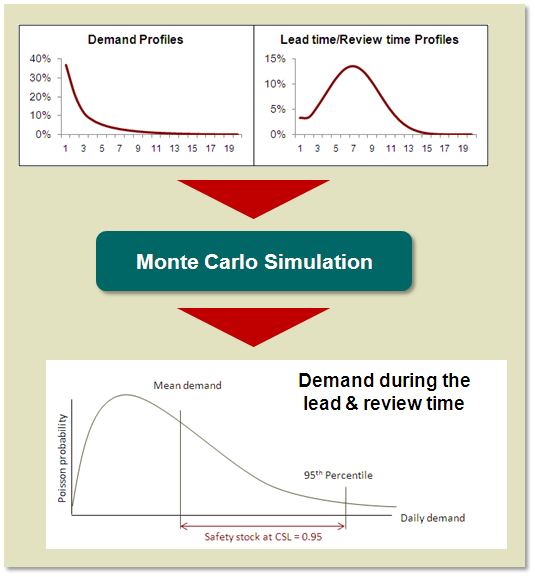 Demand Profiles
40%
30%
20%
10%
0%
1 3 5 7 9 11 13 15 17 19
Lead time/Review time Profiles
15%
10%
5%
0%
1 3 5 7 9 11 13 15 17 19
Monte Carlo Simulation
Demand during the
lead & review time
Mean demand
Poisson probability
95th Percentile
Daily demand
Safety stock at CSL = 0.95